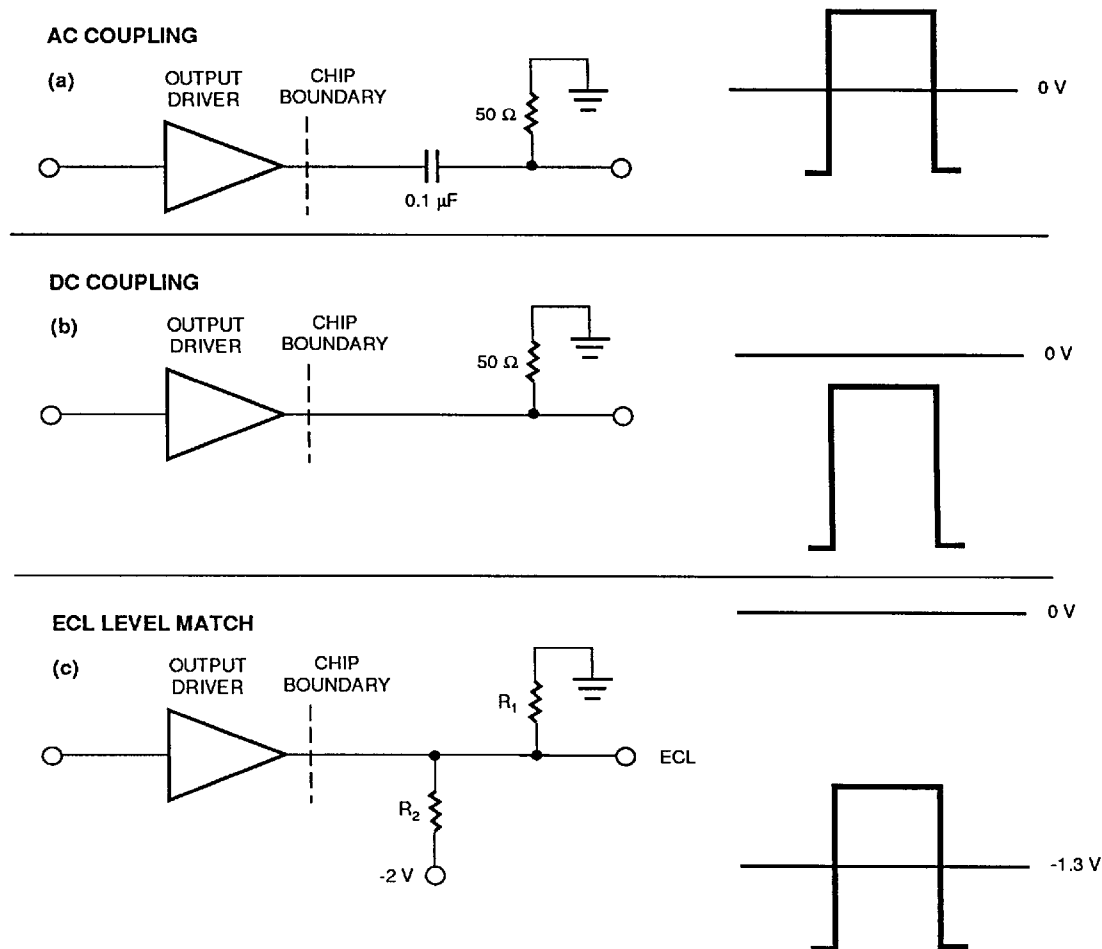 AC COUPLING
(a)
OUTPUT
DRIVER
CHIP
BOUNDARY
50 Ω
0.1 μF
0 V
DC COUPLING
(b)
OUTPUT
DRIVER
CHIP
BOUNDARY
50 Ω
0 V
ECL LEVEL MATCH
(c)
OUTPUT
DRIVER
CHIP
BOUNDARY
R1
R2
-2 V
ECL
0 V
-1.3 V